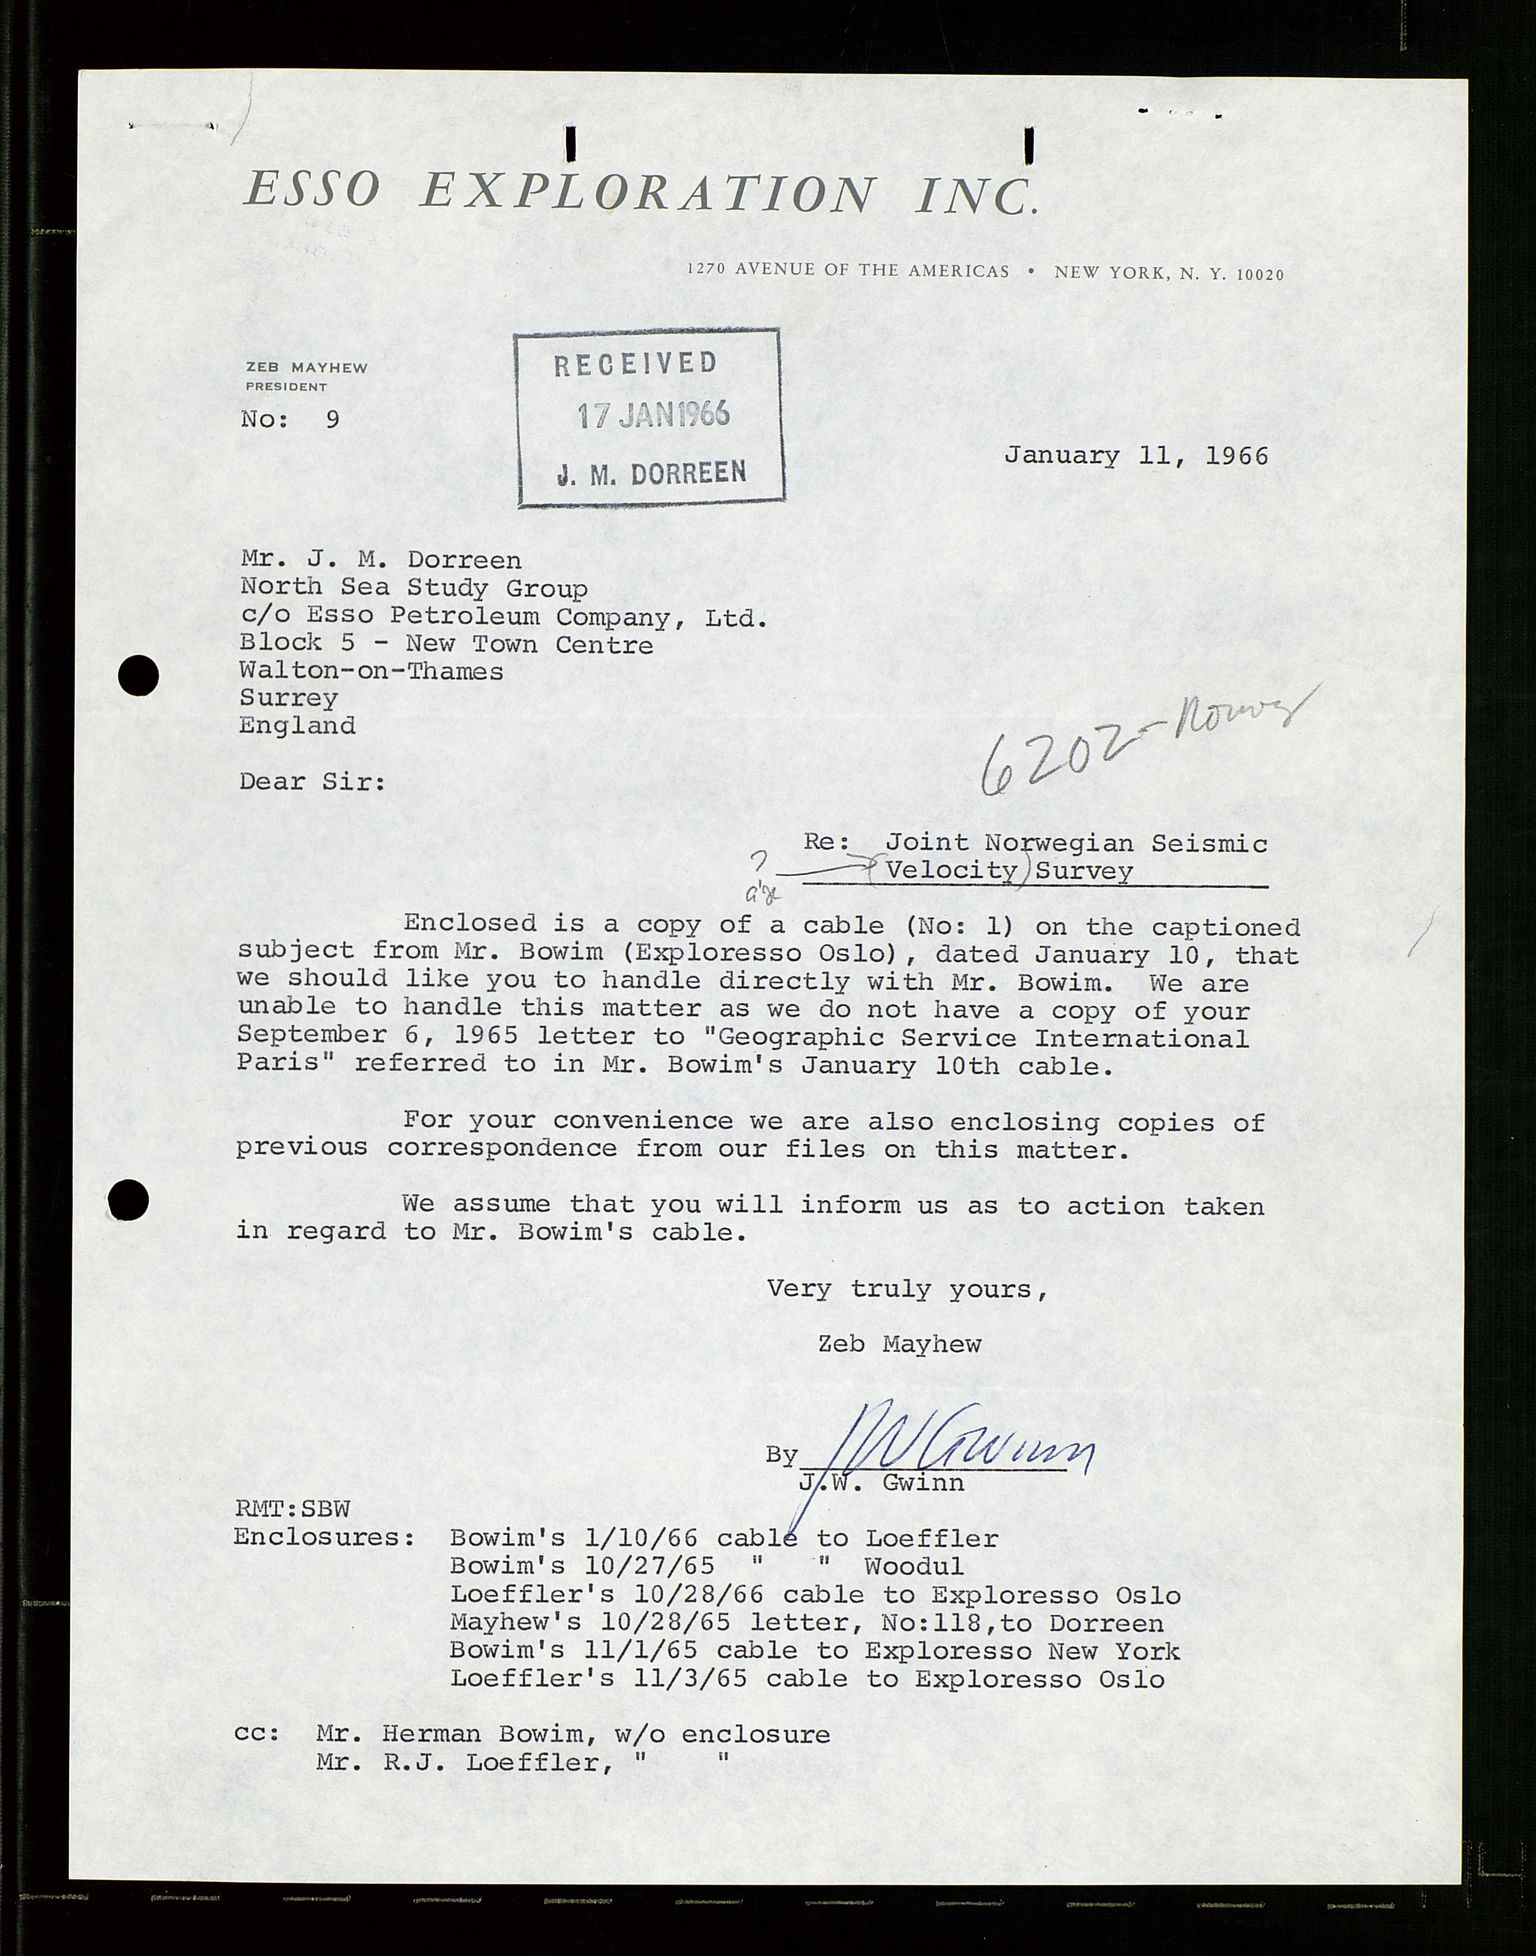 ESSO EXPLORATION INC.
1270 AVENUE OF THE AMERICAS • NEW YORK, N. Y. 10020
ZEB MAYHEW
PRESIDENT
No: 9
RECEIVED
17 JAN 1966
J. M. DORREEN
January 11, 1966
Mr. J. M. Dorreen
North Sea Study Group
c/o Esso Petroleum Company, Ltd.
Block 5 - New Town Centre
Walton-on-Thames
Surrey
England
6202-Norway
Dear Sir:
Re: Joint Norwegian Seismic
? (Velocity) Survey
Enclosed is a copy of a cable (No: 1) on the captioned
subject from Mr. Bowim (Exploresso Oslo), dated January 10, that
we should like you to handle directly with Mr. Bowim. We are
unable to handle this matter as we do not have a copy of your
September 6, 1965 letter to "Geographic Service International
Paris" referred to in Mr. Bowim's January 10th cable.
For your convenience we are also enclosing copies of
previous correspondence from our files on this matter.
We assume that you will inform us as to action taken
in regard to Mr. Bowim's cable.
Very truly yours,
Zeb Mayhew
By JW Gwinn
J.W. Gwinn
RMT:SBW
Enclosures: Bowim's 1/10/66 cable to Loeffler
Bowim's 10/27/65 " " Woodul
Loeffler's 10/28/66 cable to Exploresso Oslo
Mayhew's 10/28/65 letter, No:118,to Dorreen
Bowim's 11/1/65 cable to Exploresso New York
Loeffler's 11/3/65 cable to Exploresso Oslo
cc: Mr. Herman Bowim, w/o enclosure
Mr. R.J. Loeffler, " "